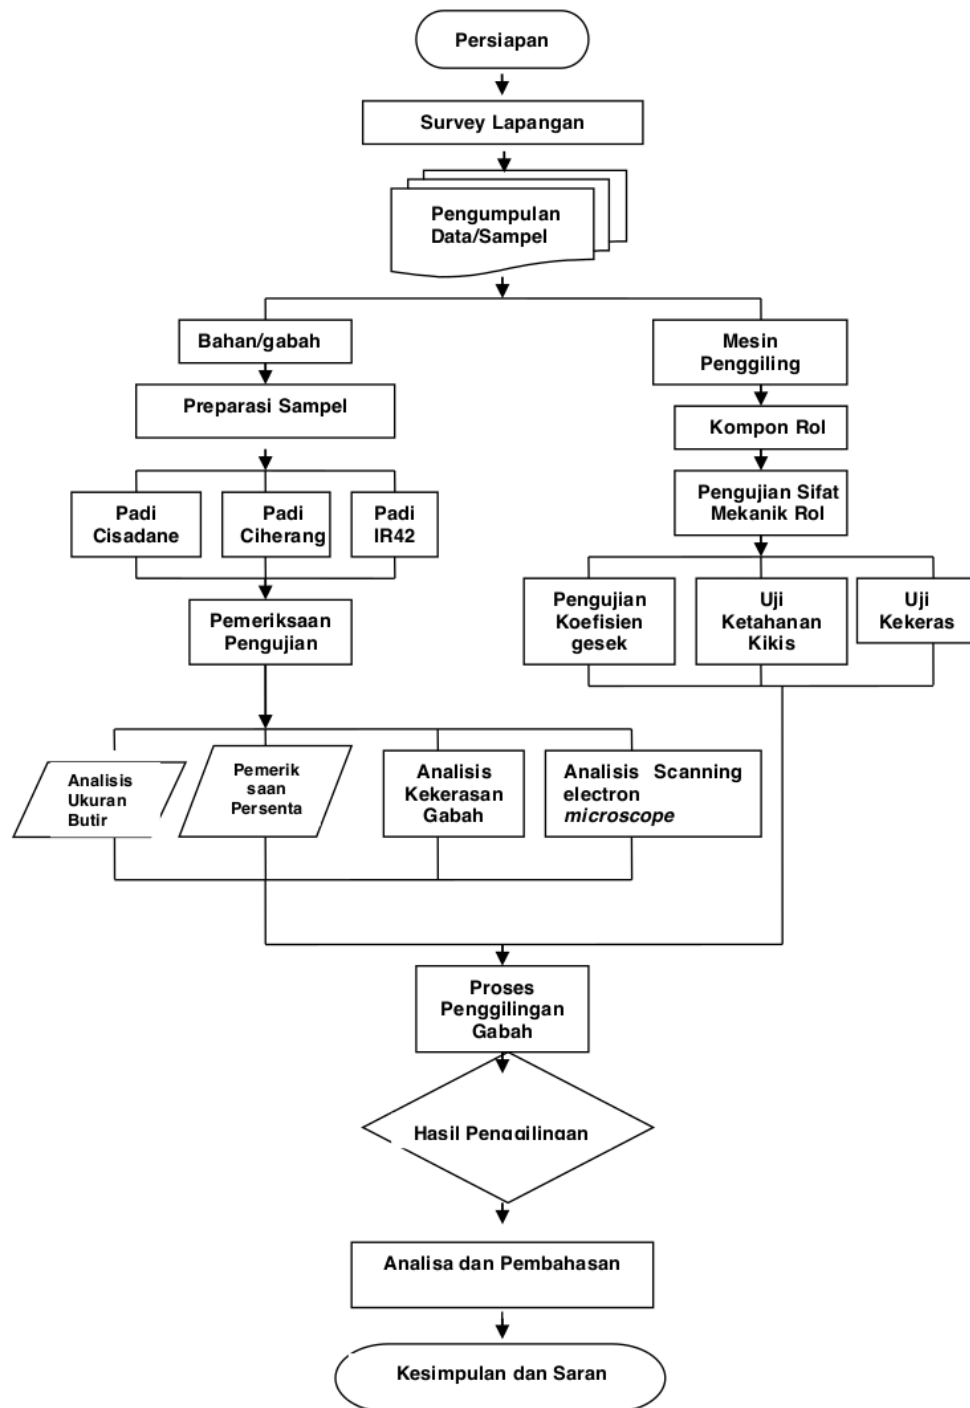 Persiapan
Survey Lapangan
Pengumpulan
Data/Sampel
Bahan/gabah
Mesin
Penggiling
Preparasi Sampel
Kompon Rol
Padi
Cisadane
Padi
Ciherang
Padi
IR42
Pengujian Sifat
Mekanik Rol
Pemeriksaan
Pengujian
Pengujian
Koefisien
gesek
Uji
Ketahanan
Kikis
Uji
Kekeras
Analisis
Ukuran
Butir
Pemerik
saan
Persenta
Analisis
Kekerasan
Gabah
Analisis Scanning
electron
microscope
Proses
Penggilingan
Gabah
Hasil Penggilingan
Analisa dan Pembahasan
Kesimpulan dan Saran